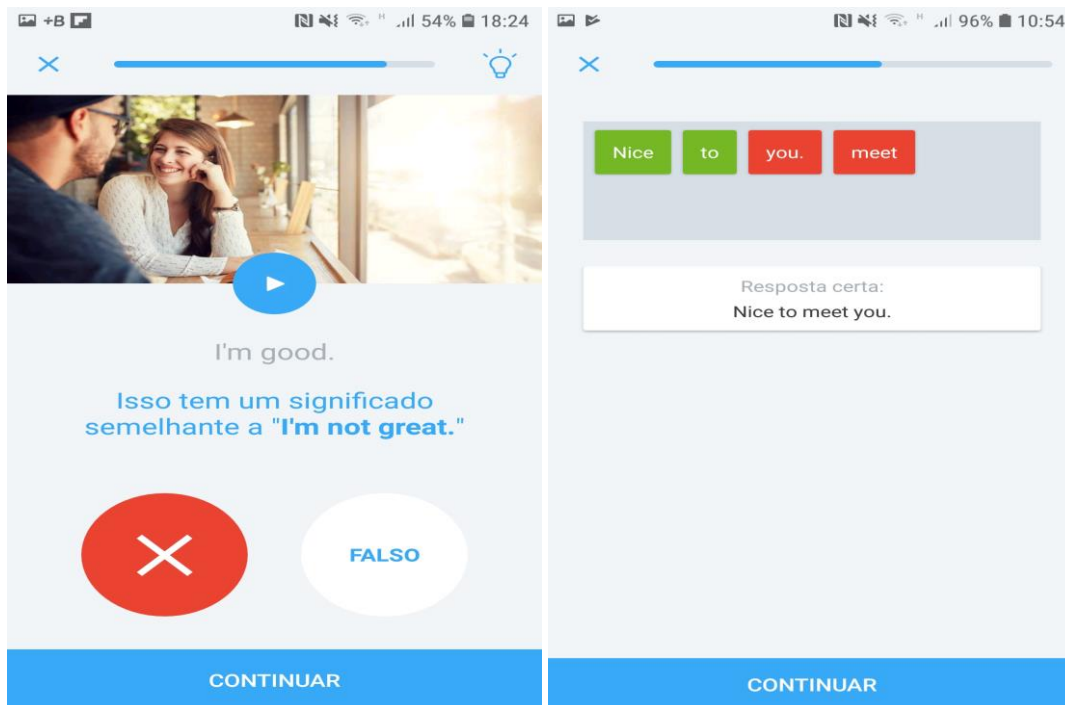 +B
54% 18:24
I'm good.
Isso tem um significado
semelhante a "I'm not great."
FALSO
CONTINUAR
H 96% 10:54
Nice to you. meet
Resposta certa:
Nice to meet you.
CONTINUAR